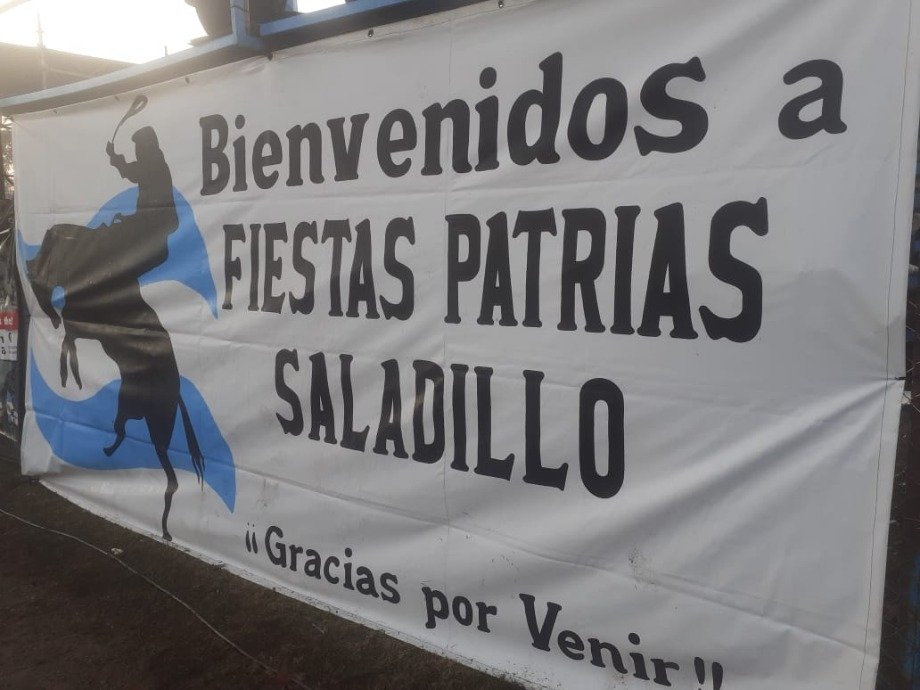 Bienvenidos a
FIESTAS PATRIAS
SALADILLO
¡¡Gracias por Venir!!